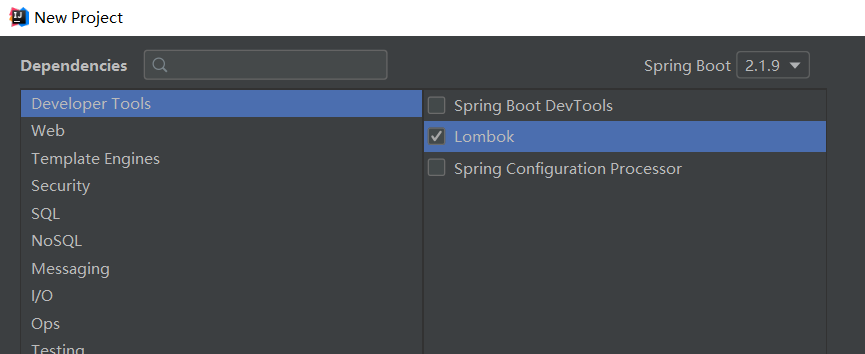 New Project
Dependencies
Spring Boot 2.1.9
Developer Tools
Web
Template Engines
Security
SQL
NoSQL
Messaging
I/O
Ops
Testing
Spring Boot DevTools
Lombok
Spring Configuration Processor